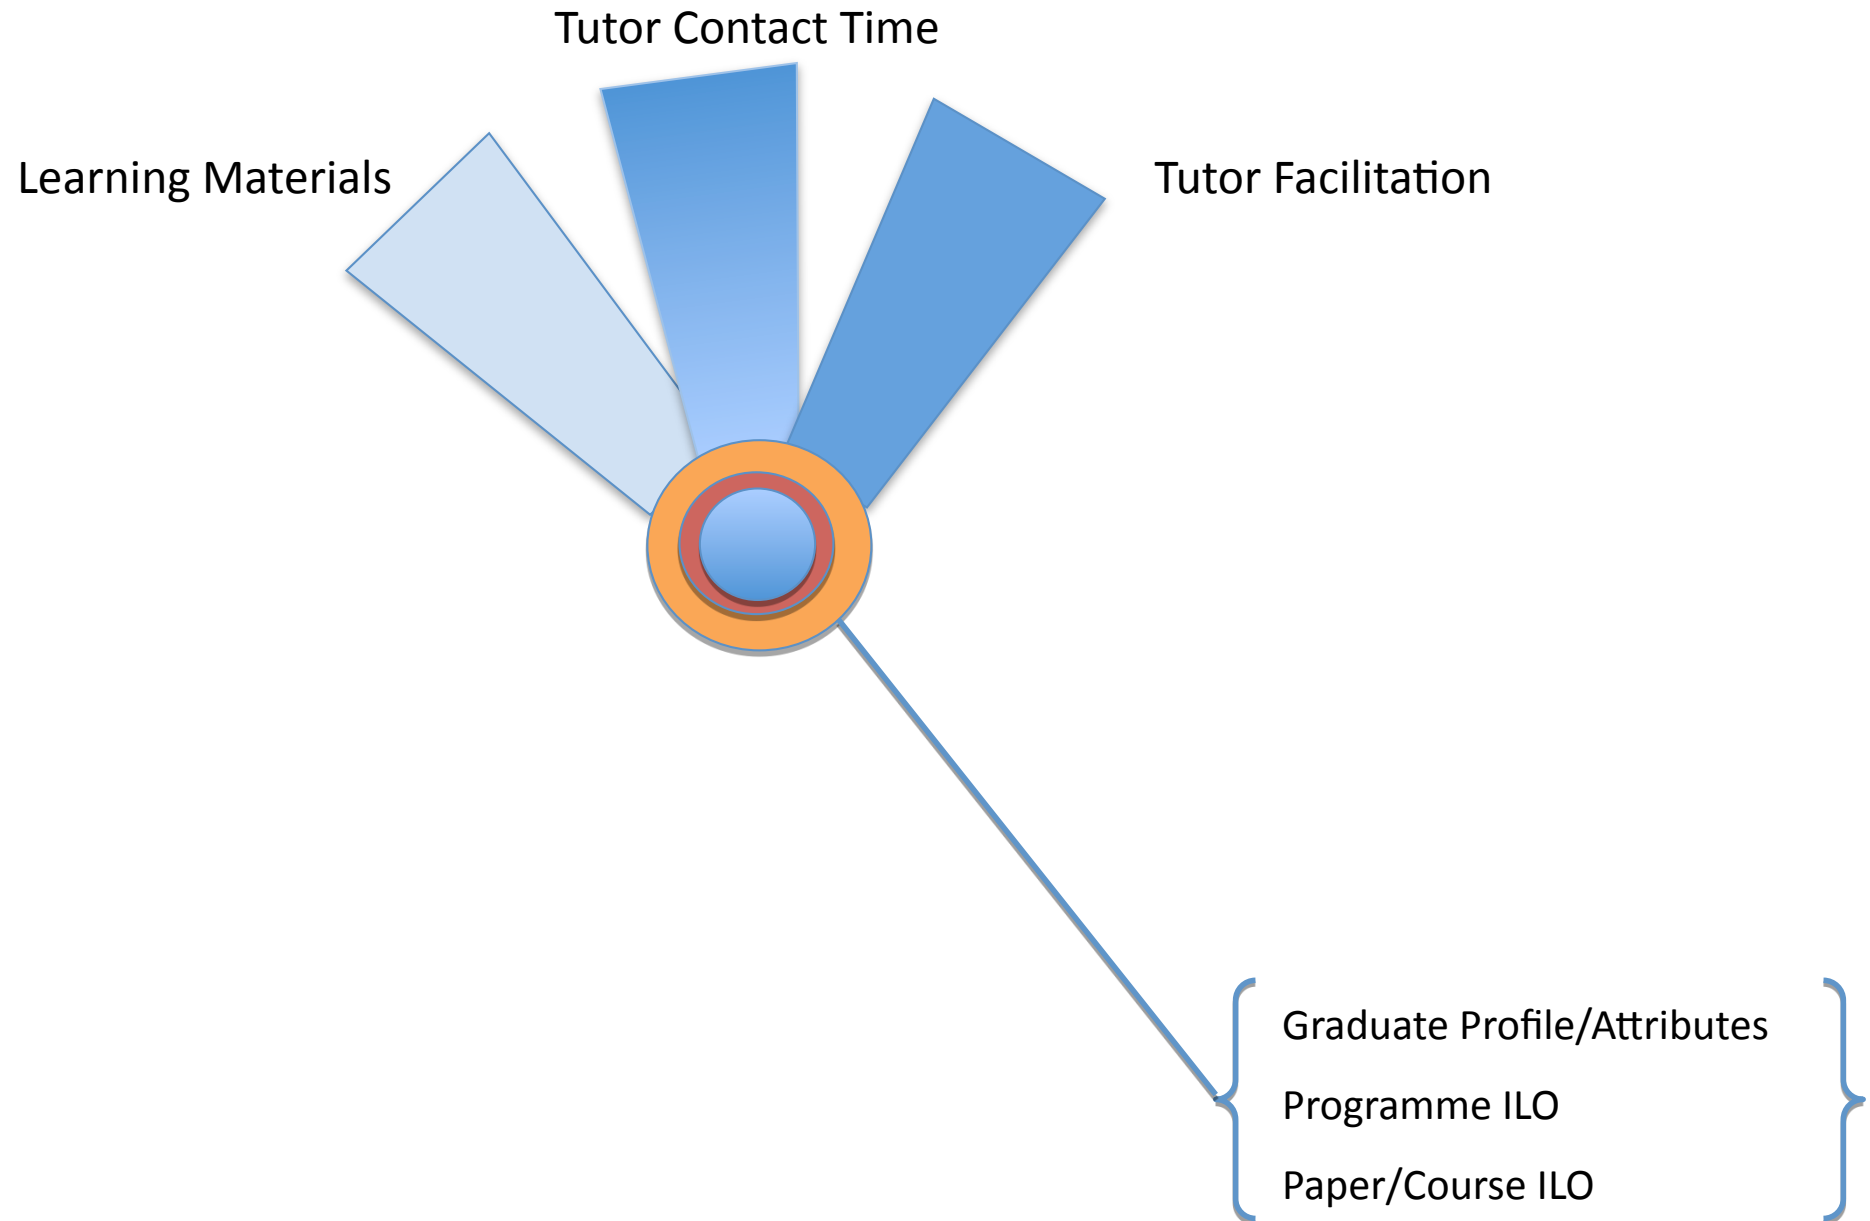 Tutor Contact Time
Learning Materials
Tutor Facilitation
Graduate Profile/Attributes
Programme ILO
Paper/Course ILO